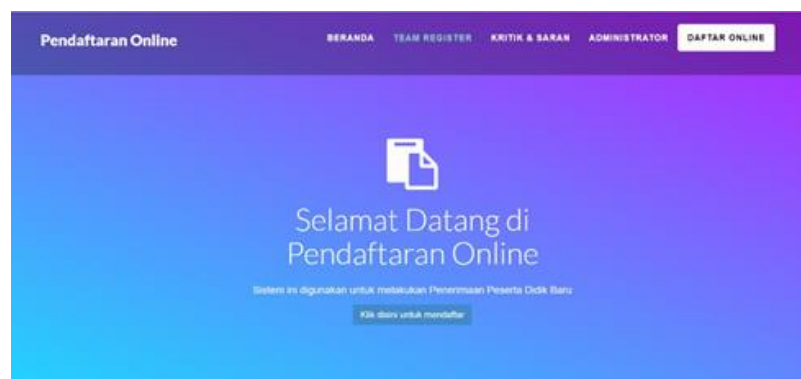 Pendaftaran Online
BERANDA TEAM REGISTER KRITIK & SARAN ADMINISTRATOR DAFTAR ONLINE
Selamat Datang di
Pendaftaran Online
Sistem ini digunakan untuk melakukan Penerimaan Peserta Didik Baru
Klik disini untuk mendaftar